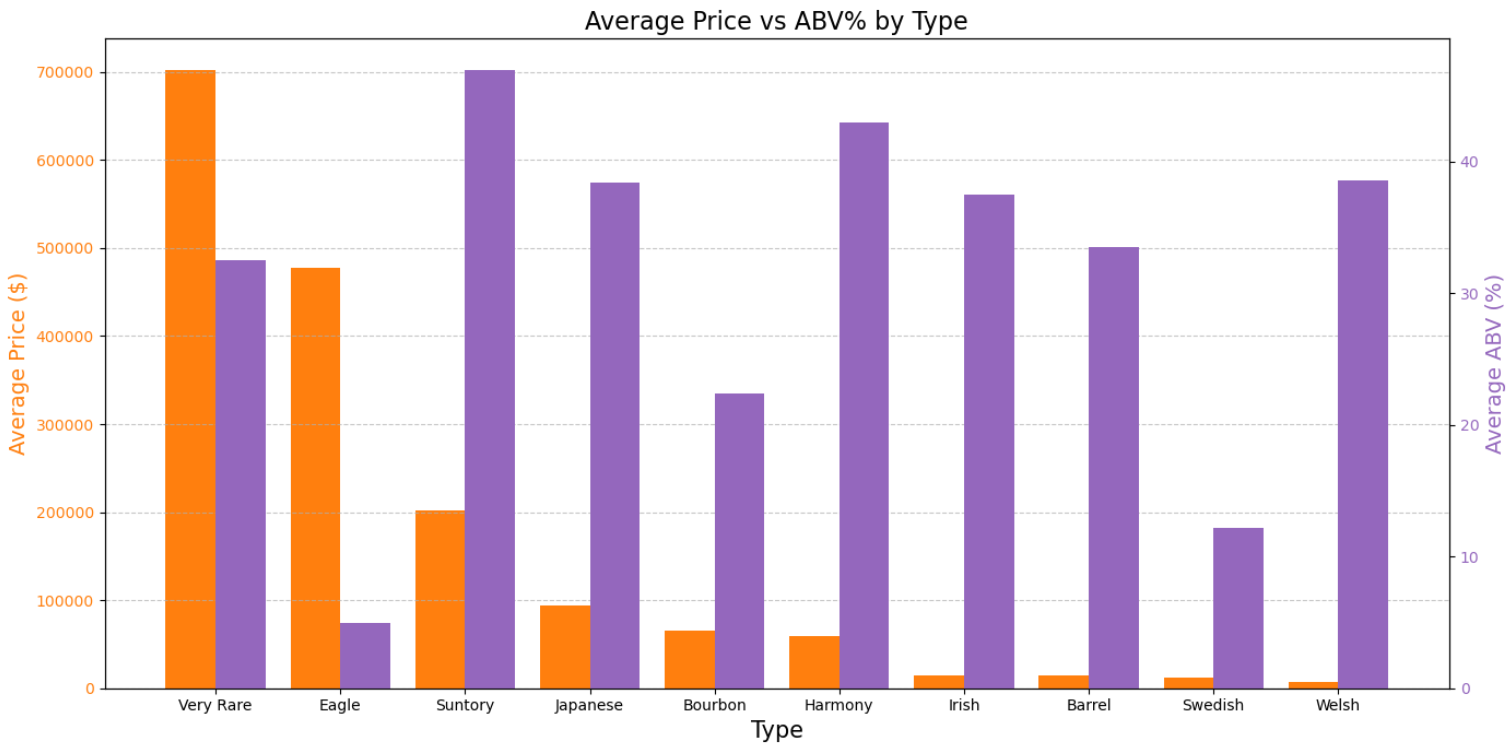 Average Price vs ABV% by Type
Average Price ($)
700000
600000
500000
400000
300000
200000
100000
0
Average ABV (%)
40
30
20
10
0
Very Rare Eagle Suntory Japanese Bourbon Harmony Irish Barrel Swedish Welsh
Type